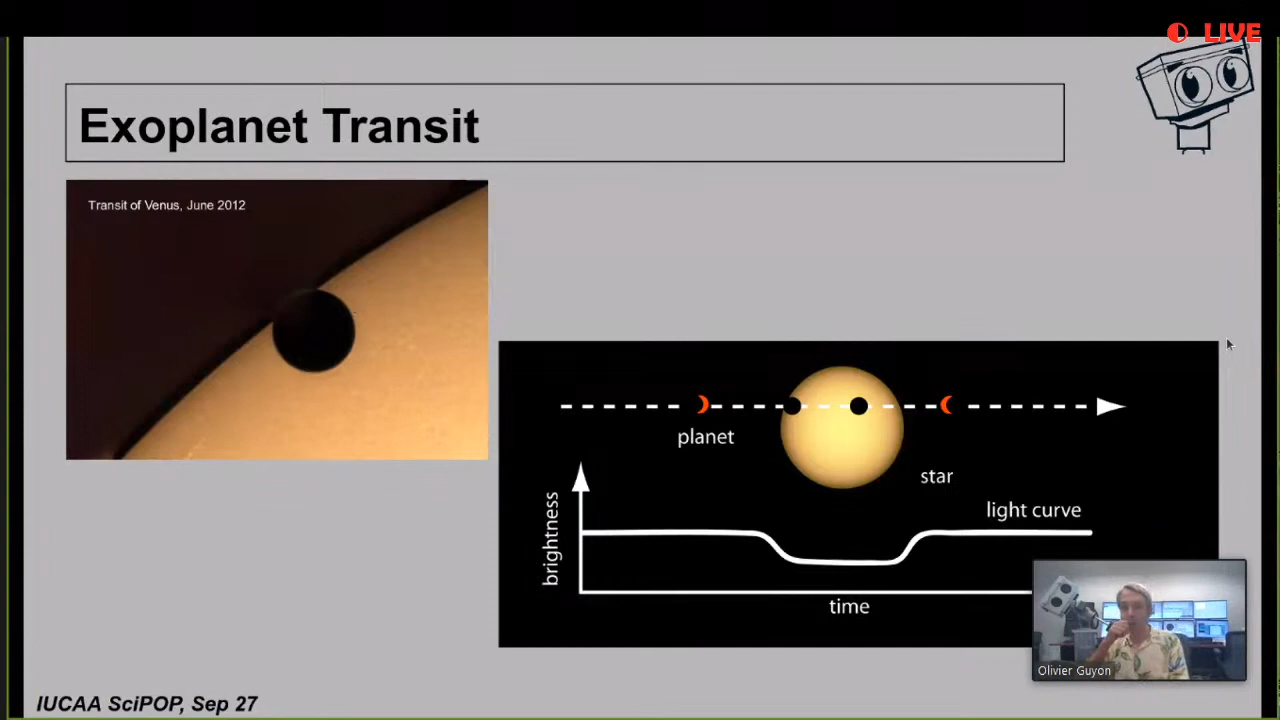 LIVE
Exoplanet Transit
Transit of Venus, June 2012
planet
star
light curve
brightness
time
Olivier Guyon
IUCAA SciPOP, Sep 27